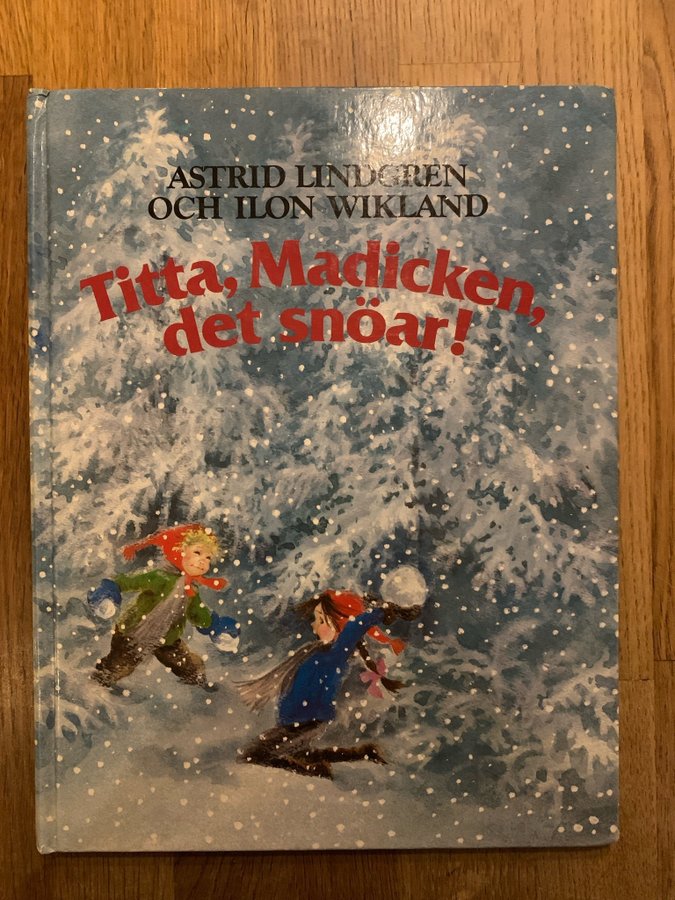 ASTRID LINDGREN
OCH ILON WIKLAND
Titta, Madicken,
det snöar!